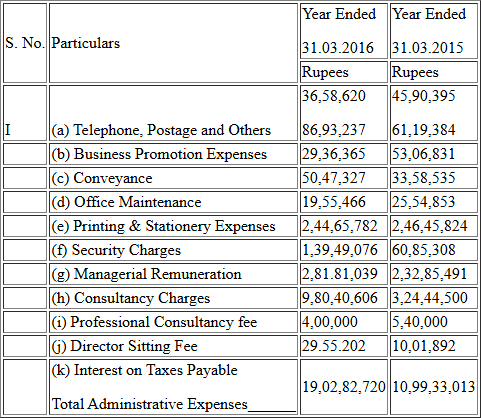 S. No. Particulars Year Ended 31.03.2016 Year Ended 31.03.2015
Rupees Rupees
36,58,620 45,90,395
I (a) Telephone, Postage and Others 86,93,237 61,19,384
(b) Business Promotion Expenses 29,36,365 53,06,831
(c) Conveyance 50,47,327 33,58,535
(d) Office Maintenance 19,55,466 25,54,853
(e) Printing & Stationery Expenses 2,44,65,782 2,46,45,824
(f) Security Charges 1,39,49,076 60,85,308
(g) Managerial Remuneration 2,81.81,039 2,32,85,491
(h) Consultancy Charges 9,80,40,606 3,24,44,500
(i) Professional Consultancy fee 4,00,000 5,40,000
(j) Director Sitting Fee 29.55.202 10,01,892
(k) Interest on Taxes Payable
Total Administrative Expenses______ 19,02,82,720 10,99,33,013